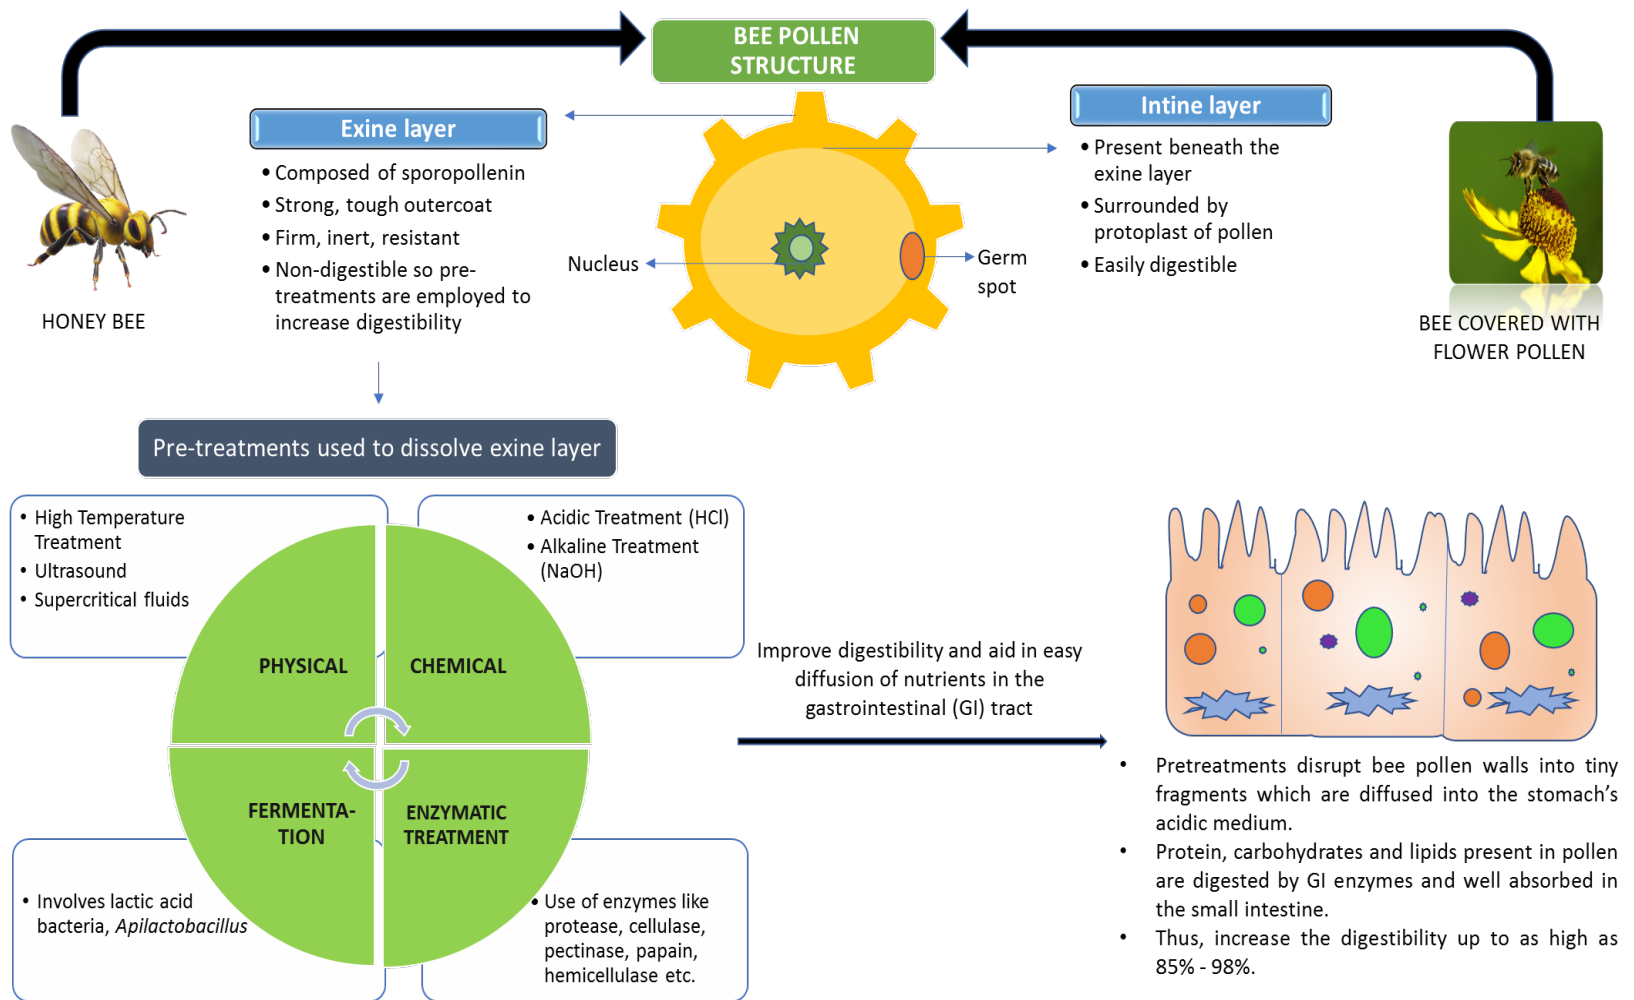 BEE POLLEN
STRUCTURE
Exine layer
• Composed of sporopollenin
• Strong, tough outercoat
• Firm, inert, resistant
• Non-digestible so pre-
treatments are employed to
increase digestibility
Intine layer
• Present beneath the
exine layer
• Surrounded by
protoplast of pollen
• Easily digestible
Nucleus
Germ
spot
HONEY BEE
BEE COVERED WITH
FLOWER POLLEN
Pre-treatments used to dissolve exine layer
• High Temperature
Treatment
• Ultrasound
• Supercritical fluids
• Acidic Treatment (HCl)
• Alkaline Treatment
(NaOH)
PHYSICAL
CHEMICAL
FERMENTA-
TION
ENZYMATIC
TREATMENT
• Involves lactic acid
bacteria, Apilactobacillus
• Use of enzymes like
protease, cellulase,
pectinase, papain,
hemicellulase etc.
Improve digestibility and aid in easy
diffusion of nutrients in the
gastrointestinal (GI) tract
• Pretreatments disrupt bee pollen walls into tiny
fragments which are diffused into the stomach's
acidic medium.
• Protein, carbohydrates and lipids present in pollen
are digested by GI enzymes and well absorbed in
the small intestine.
• Thus, increase the digestibility up to as high as
85% - 98%.